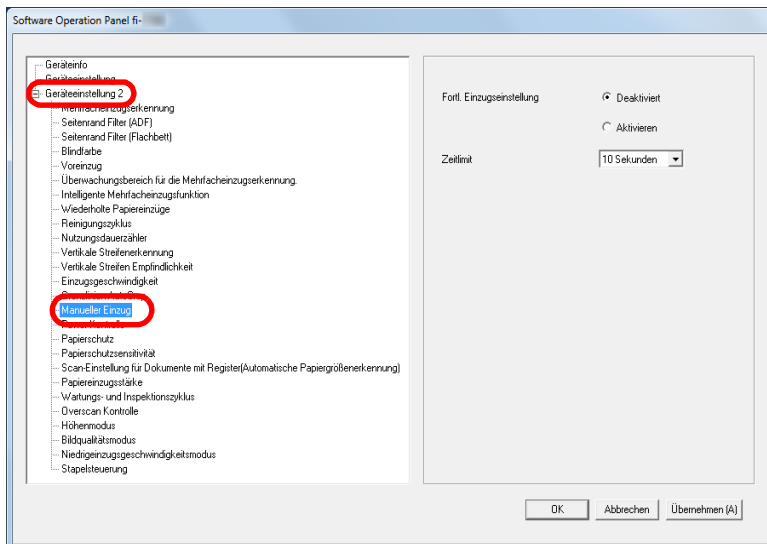 Software Operation Panel fi-
Geräteinfo
Geräteeinstellung
Geräteeinstellung 2
Mehrfacheinzugserkennung
Seitenrand Filter (ADF)
Seitenrand Filter (Flachbett)
Blindfarbe
Voreinzug
Überwachungsbereich für die Mehrfacheinzugserkennung.
Intelligente Mehrfacheinzugsfunktion
Wiederholte Papiereinzüge
Reinigungszyklus
Nutzungsdauerzähler
Vertikale Streifenerkennung
Vertikale Streifen Empfindlichkeit
Einzugsgeschwindigkeit
Manueller Einzug
Papierschutz
Papierschutzsensitivität
Scan-Einstellung für Dokumente mit Register(Automatische Papiergrößenerkennung)
Papiereinzugsstärke
Wartungs- und Inspektionszyklus
Overscan Kontrolle
Höhenmodus
Bildqualitätsmodus
Niedrigeinzugsgeschwindigkeitsmodus
Stapelsteuerung
Fortl. Einzugseinstellung
Deaktiviert
Aktivieren
Zeitlimit
10 Sekunden
OK
Abbrechen
Übernehmen (A)